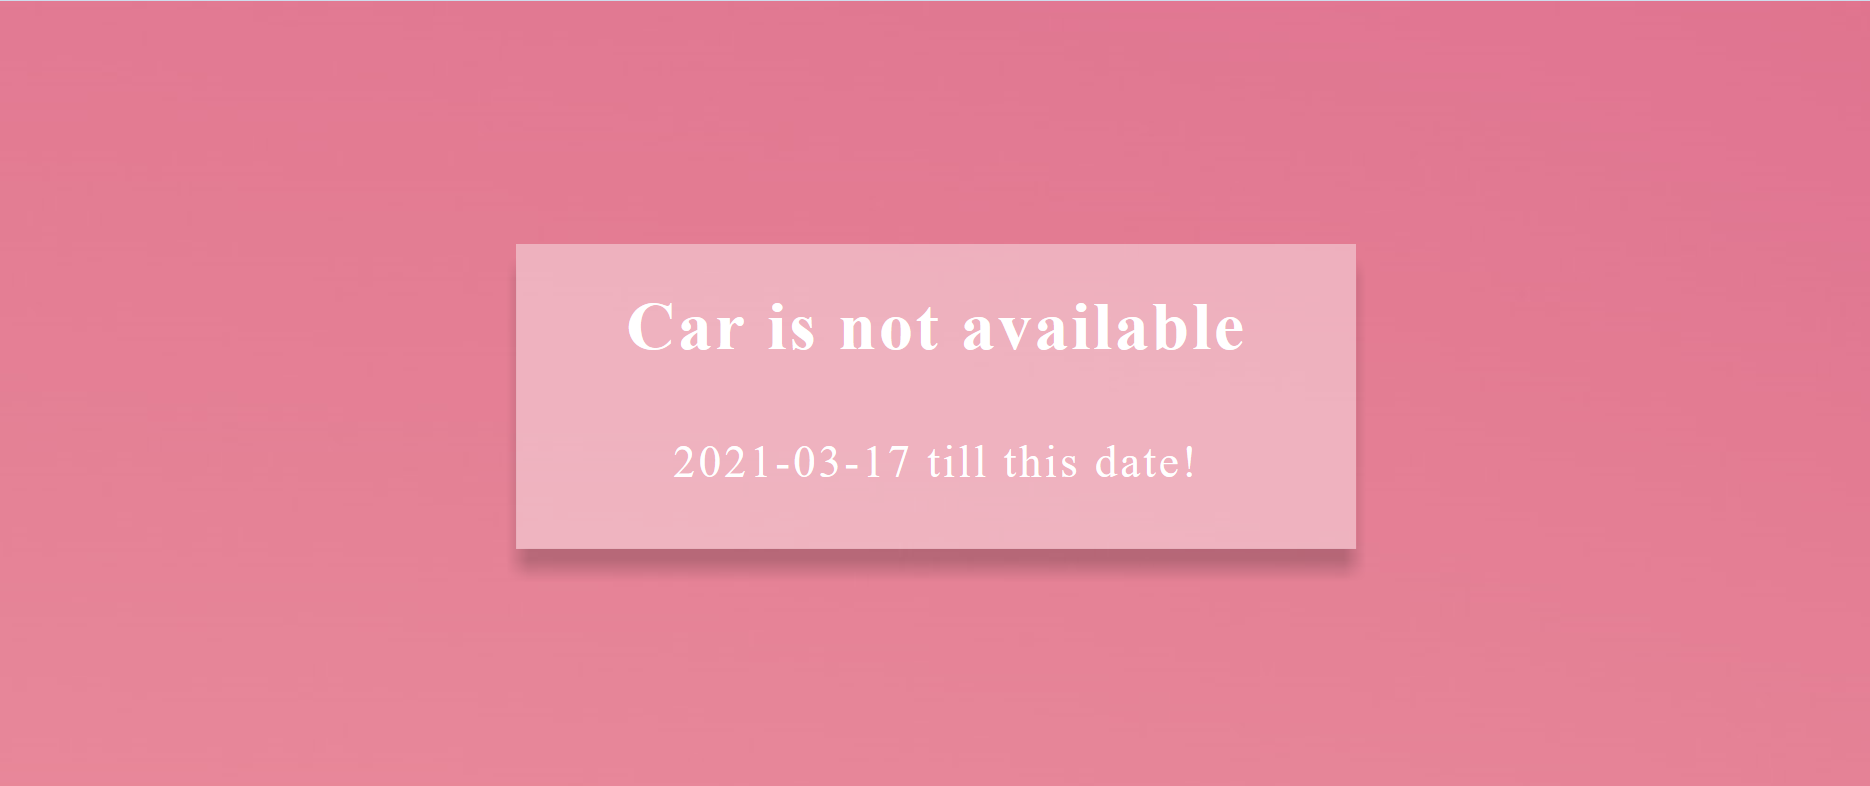 Car is not available
2021-03-17 till this date!